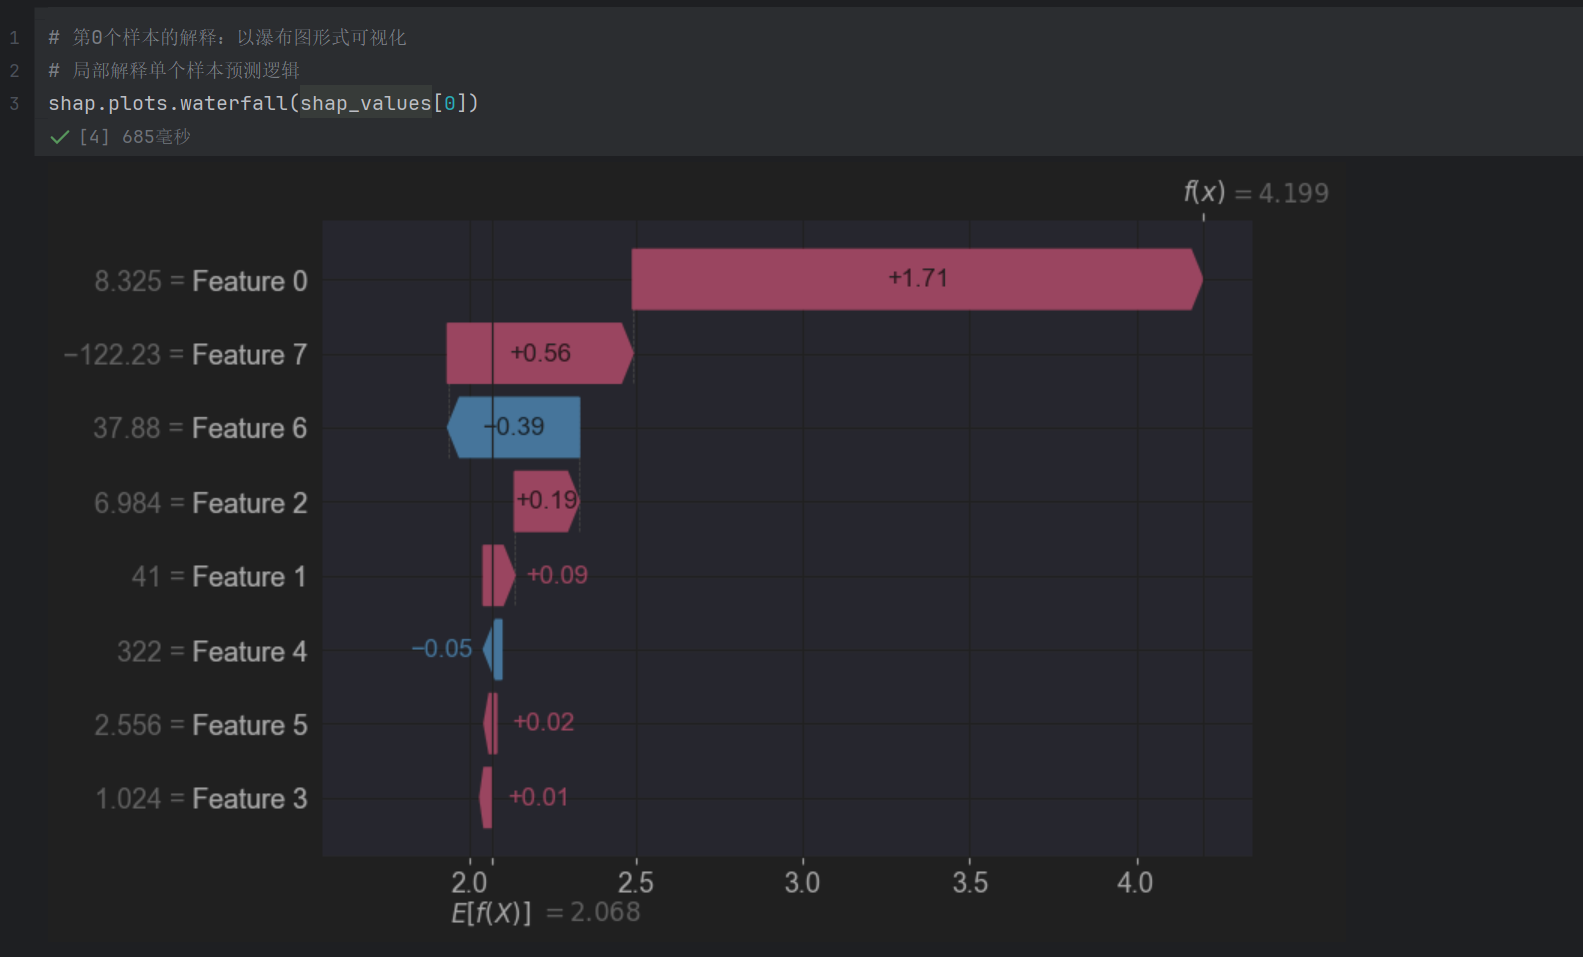 1 # 第0个样本的解释：以瀑布图形式可视化
2 # 局部解释单个样本预测逻辑
3 shap.plots.waterfall(shap_values[0])
[4] 685毫秒
f(x) = 4.199
8.325 = Feature 0 +1.71
−122.23 = Feature 7 +0.56
37.88 = Feature 6 −0.39
6.984 = Feature 2 +0.19
41 = Feature 1 +0.09
322 = Feature 4 −0.05
2.556 = Feature 5 +0.02
1.024 = Feature 3 +0.01
2.0 2.5 3.0 3.5 4.0
E[f(X)] = 2.068